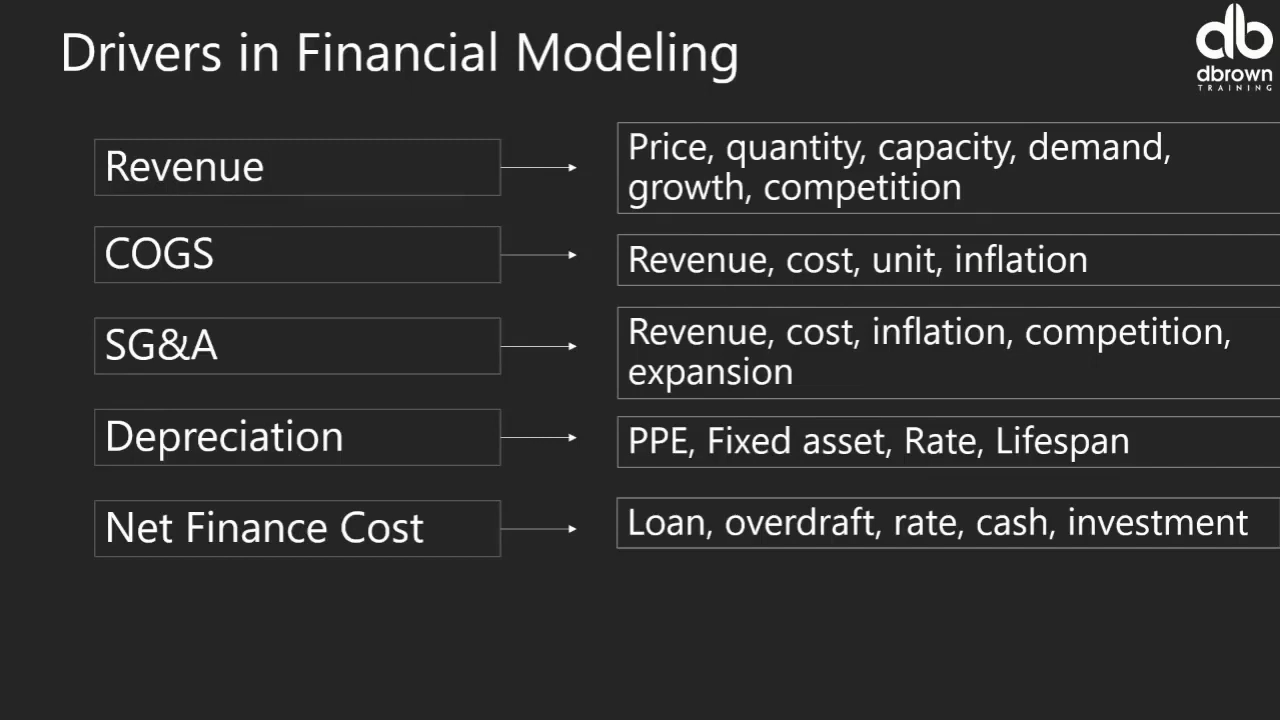 Drivers in Financial Modeling
db
dbrown
TRAINING
Revenue
Price, quantity, capacity, demand,
growth, competition
COGS
Revenue, cost, unit, inflation
SG&A
Revenue, cost, inflation, competition,
expansion
Depreciation
PPE, Fixed asset, Rate, Lifespan
Net Finance Cost
Loan, overdraft, rate, cash, investment